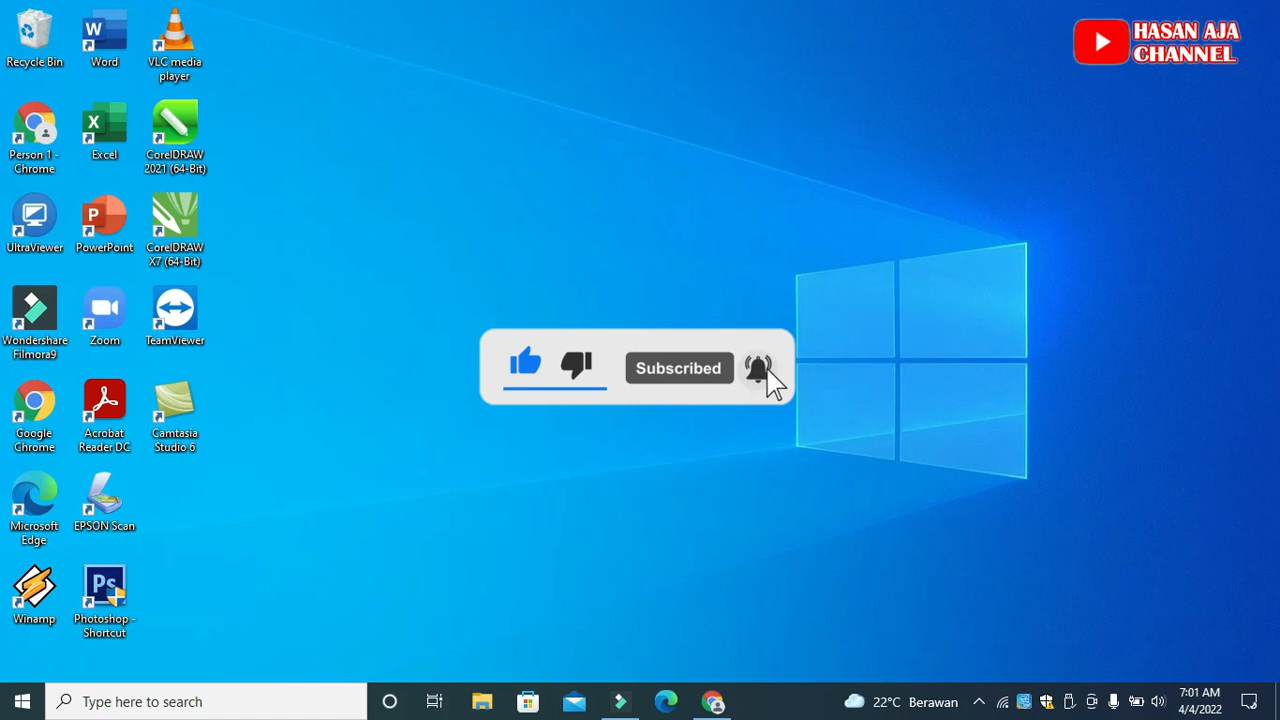 HASAN AJA
CHANNEL
Recycle Bin
Word
VLC media
player
Person 1 -
Chrome
Excel
CorelDRAW
2021 (64-Bit)
UltraViewer
PowerPoint
CorelDRAW
X7 (64-Bit)
Wondershare
Filmora9
Zoom
TeamViewer
Subscribed
Google
Chrome
Acrobat
Reader DC
Camtasia
Studio 6
Microsoft
Edge
EPSON Scan
Winamp
Ps
Photoshop -
Shortcut
Type here to search
22°C Berawan
7:01 AM
4/4/2022